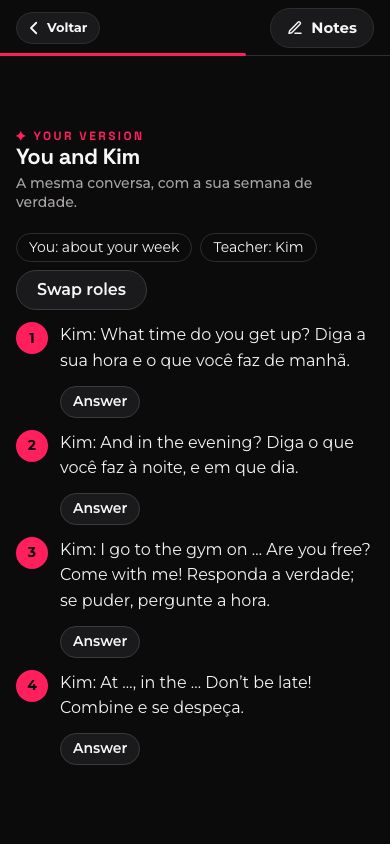 Voltar
Notes
YOUR VERSION
You and Kim
A mesma conversa, com a sua semana de
verdade.
You: about your week
Teacher: Kim
Swap roles
1
Kim: What time do you get up? Diga a
sua hora e o que você faz de manhã.
Answer
2
Kim: And in the evening? Diga o que
você faz à noite, e em que dia.
Answer
3
Kim: I go to the gym on ... Are you free?
Come with me! Responda a verdade;
se puder, pergunte a hora.
Answer
4
Kim: At ..., in the ... Don’t be late!
Combine e se despeça.
Answer